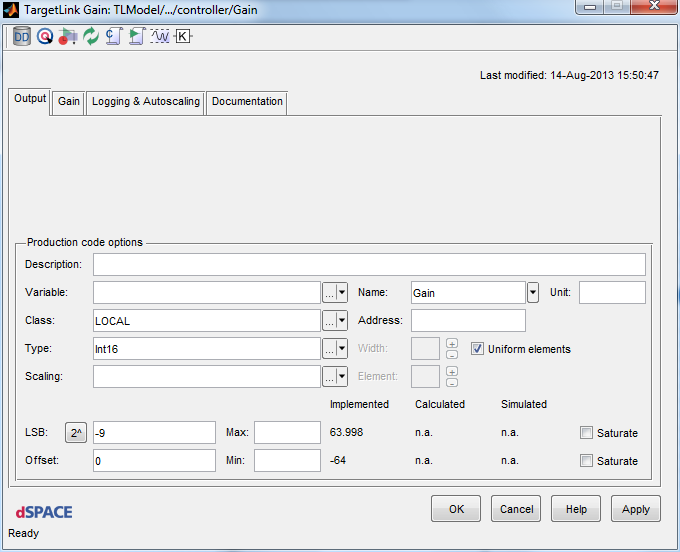 TargetLink Gain: TLModel/.../controller/Gain
DD C K
Last modified: 14-Aug-2013 15:50:47
Output Gain Logging & Autoscaling Documentation
Production code options
Description:
Variable: ... Name: Gain Unit:
Class: LOCAL ... Address:
Type: Int16 ... Width: + - Uniform elements
Scaling: ... Element: + -
Implemented Calculated Simulated
LSB: 2^ -9 Max: 63.998 n.a. n.a. Saturate
Offset: 0 Min: -64 n.a. n.a. Saturate
dSPACE OK Cancel Help Apply
Ready